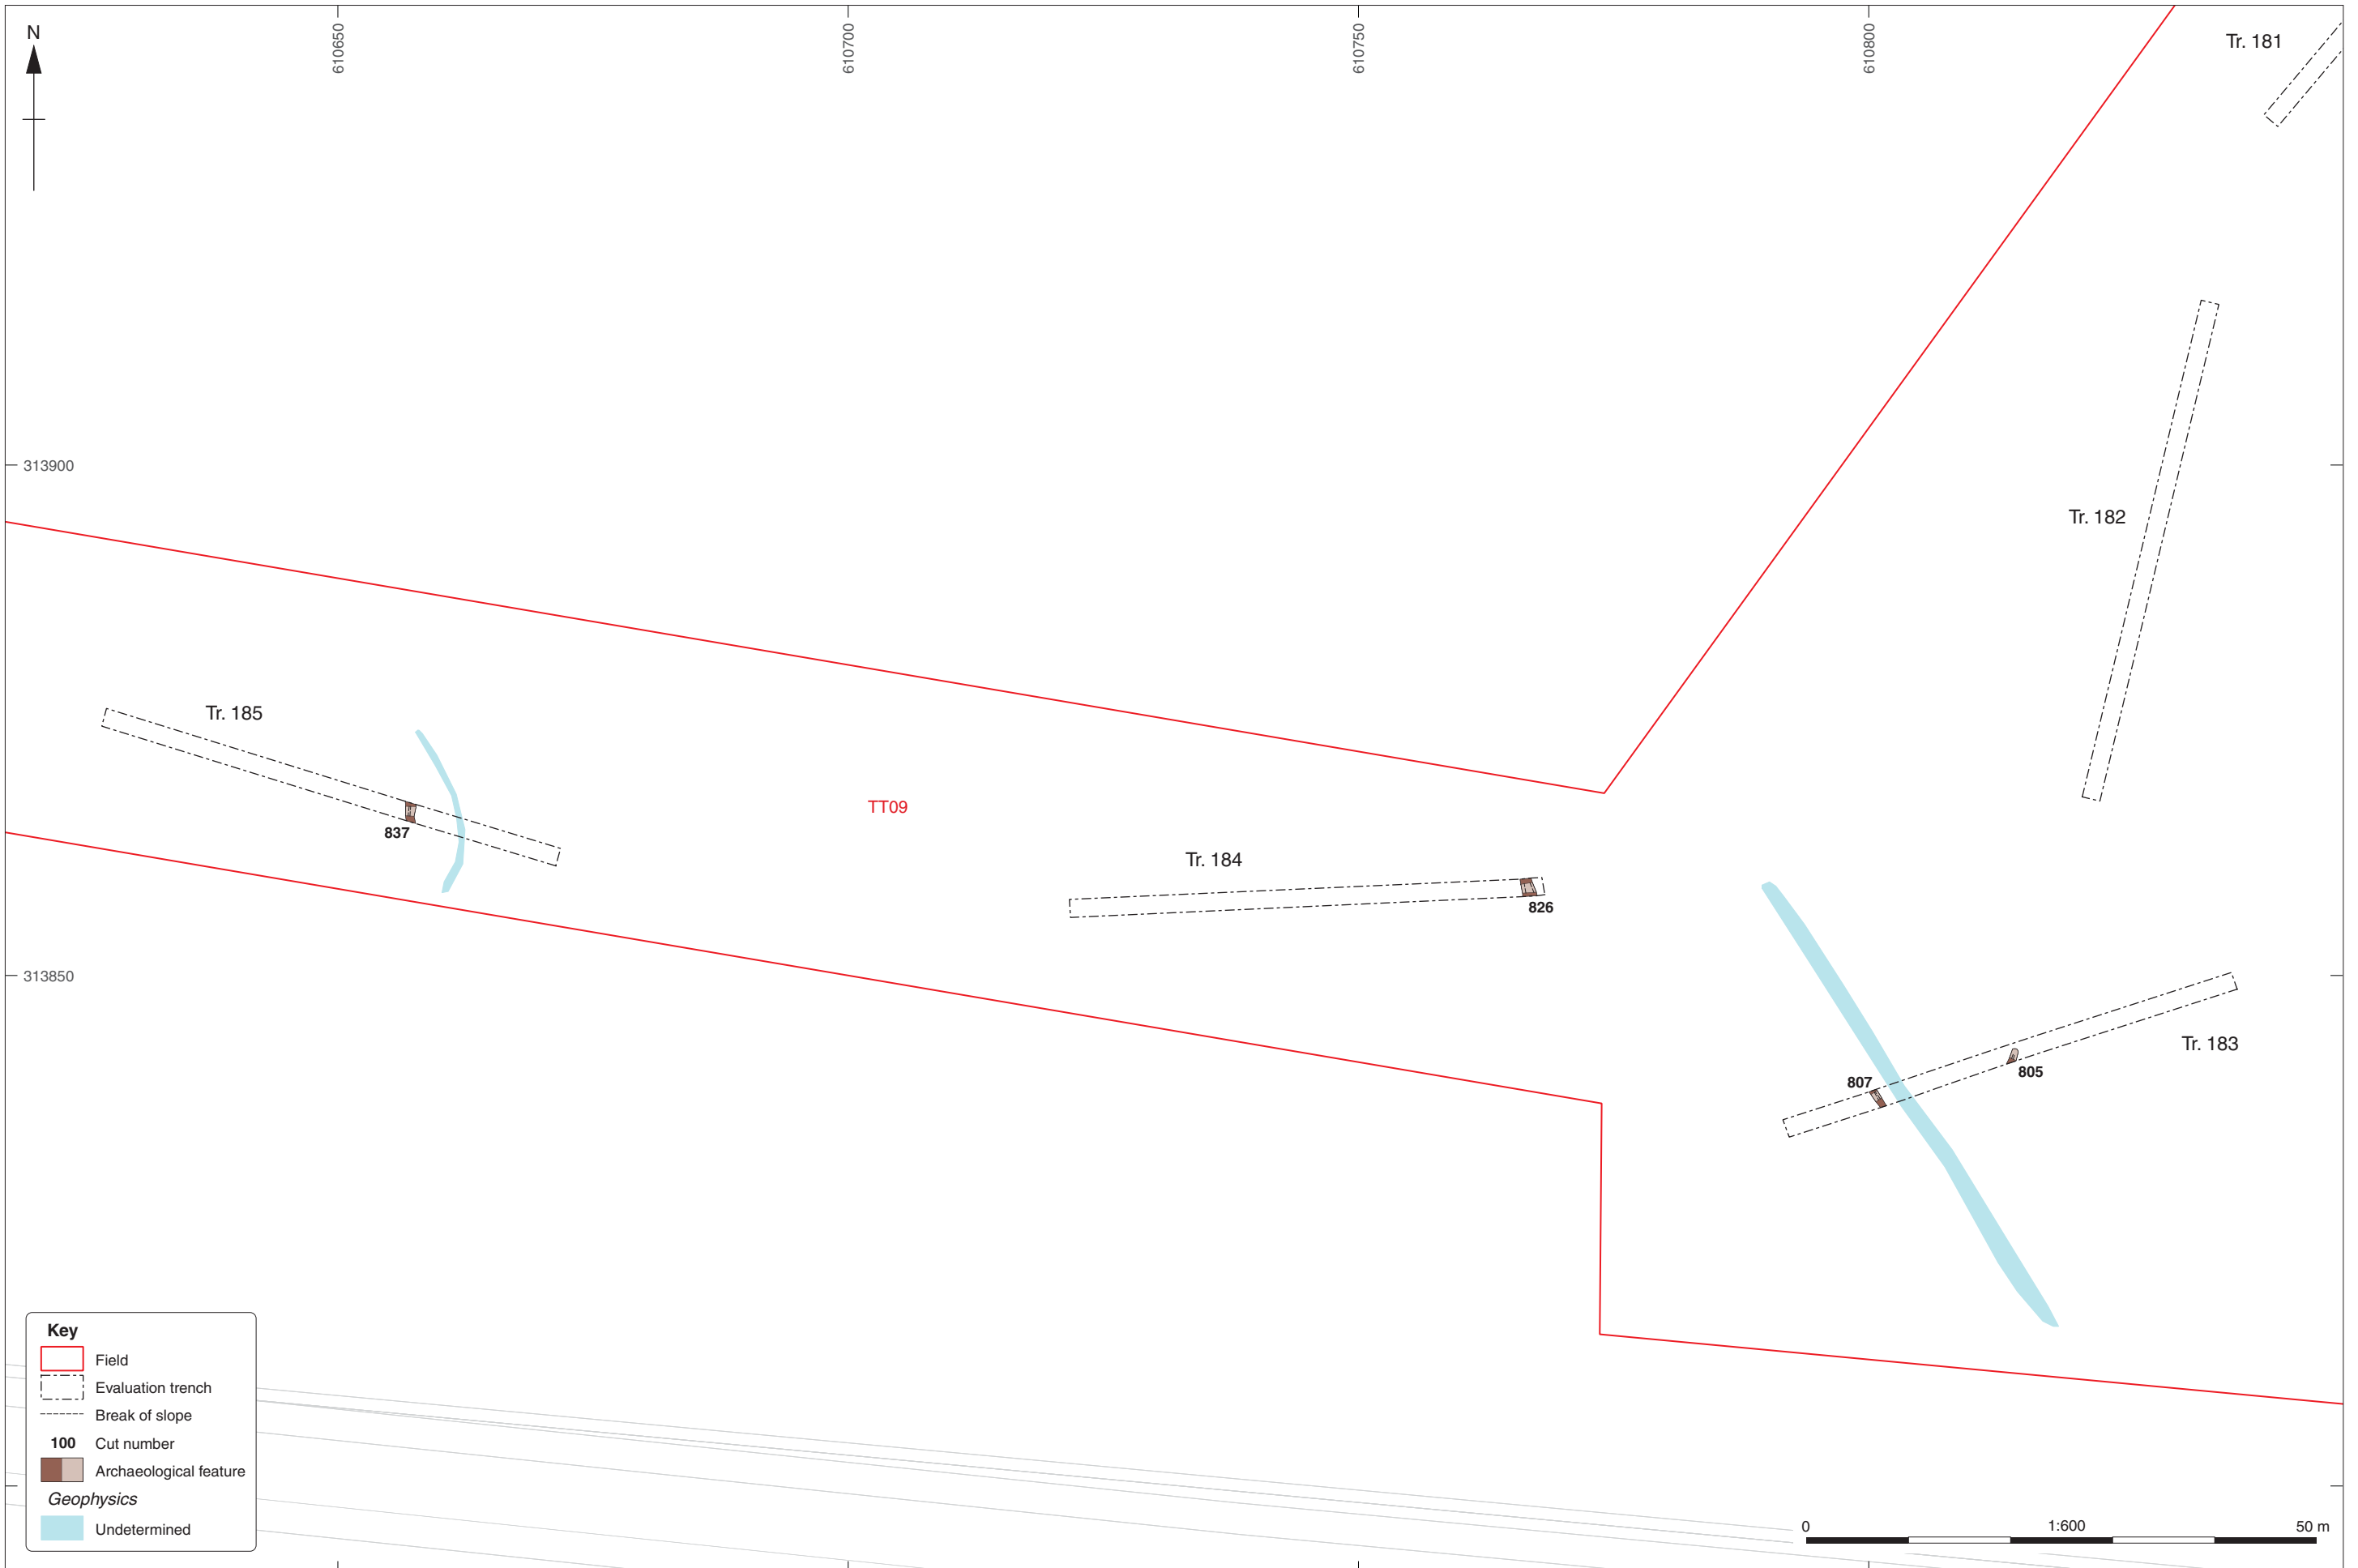 N
610650
610700
610750
610800
Tr. 181
313900
Tr. 182
Tr. 185
TT09
837
Tr. 184
826
313850
Tr. 183
807
805
Key
Field
Evaluation trench
Break of slope
100 Cut number
Archaeological feature
Geophysics
Undetermined
0 1:600 50 m